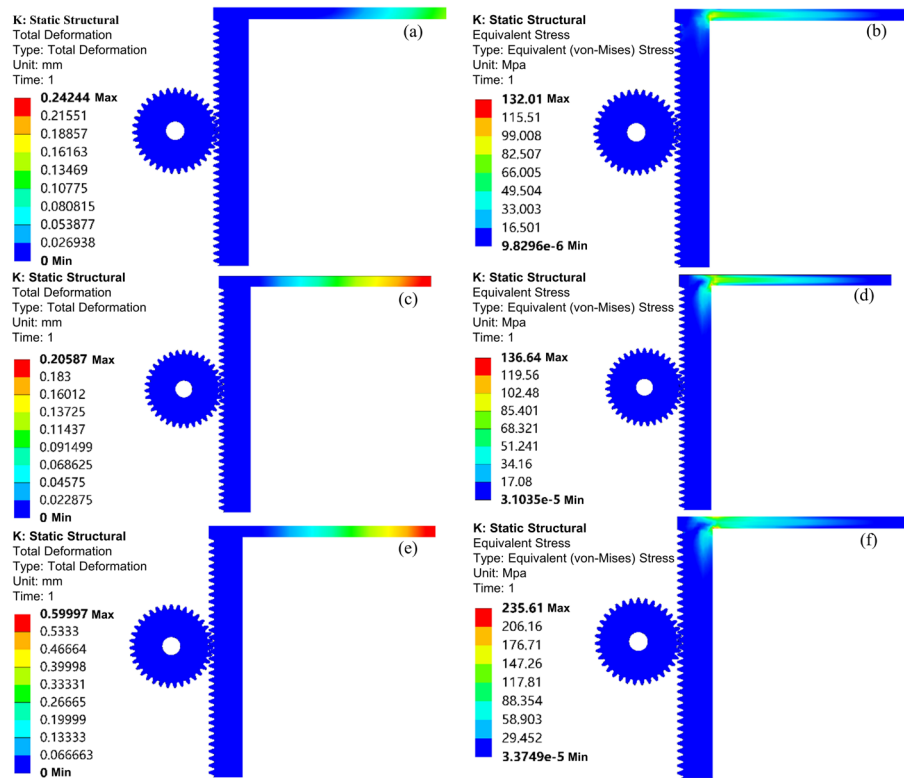 K: Static Structural
Total Deformation
Type: Total Deformation
Unit: mm
Time: 1
0.24244 Max
0.21551
0.18857
0.16163
0.13469
0.10775
0.080815
0.053877
0.026938
0 Min
(a)
K: Static Structural
Equivalent Stress
Type: Equivalent (von-Mises) Stress
Unit: Mpa
Time: 1
132.01 Max
115.51
99.008
82.507
66.005
49.504
33.003
16.501
9.8296e-6 Min
(b)
K: Static Structural
Total Deformation
Type: Total Deformation
Unit: mm
Time: 1
0.20587 Max
0.183
0.16012
0.13725
0.11437
0.091499
0.068625
0.04575
0.022875
0 Min
(c)
K: Static Structural
Equivalent Stress
Type: Equivalent (von-Mises) Stress
Unit: Mpa
Time: 1
136.64 Max
119.56
102.48
85.401
68.321
51.241
34.16
17.08
3.1035e-5 Min
(d)
K: Static Structural
Total Deformation
Type: Total Deformation
Unit: mm
Time: 1
0.59997 Max
0.5333
0.46664
0.39998
0.33331
0.26665
0.19999
0.13333
0.066663
0 Min
(e)
K: Static Structural
Equivalent Stress
Type: Equivalent (von-Mises) Stress
Unit: Mpa
Time: 1
235.61 Max
206.16
176.71
147.26
117.81
88.354
58.903
29.452
3.3749e-5 Min
(f)